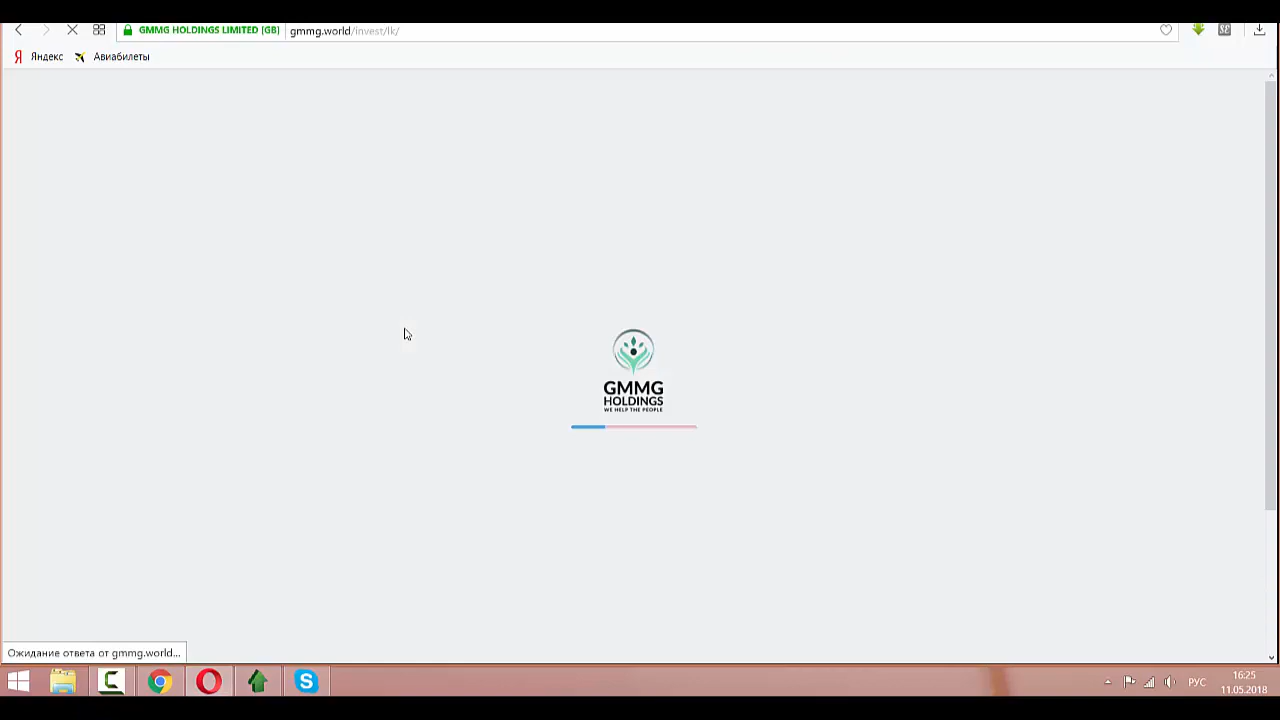 GMMG HOLDINGS LIMITED (GB) gmmg.world/invest/lk/
Яндекс Авиабилеты
GMMG
HOLDINGS
WE HELP THE PEOPLE
Ожидание ответа от gmmg.world...
РУС
16:25
11.05.2018